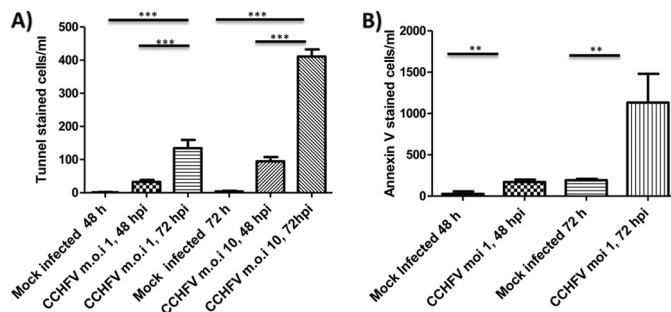 A)
***
***
***
***
Tunnel stained cells/ml
500
400
300
200
100
0
Mock infected 48 h
CCHFV m.o.i 1, 48 hpi
CCHFV m.o.i 1, 72 hpi
Mock infected 72 h
CCHFV m.o.i 10, 48 hpi
CCHFV m.o.i 10, 72hpi
B)
**
**
Annexin V stained cells/ml
2000
1500
1000
500
0
Mock Infected 48 h
CCHFV moi 1, 48 hpi
Mock infected 72 h
CCHFV moi 1, 72 hpi